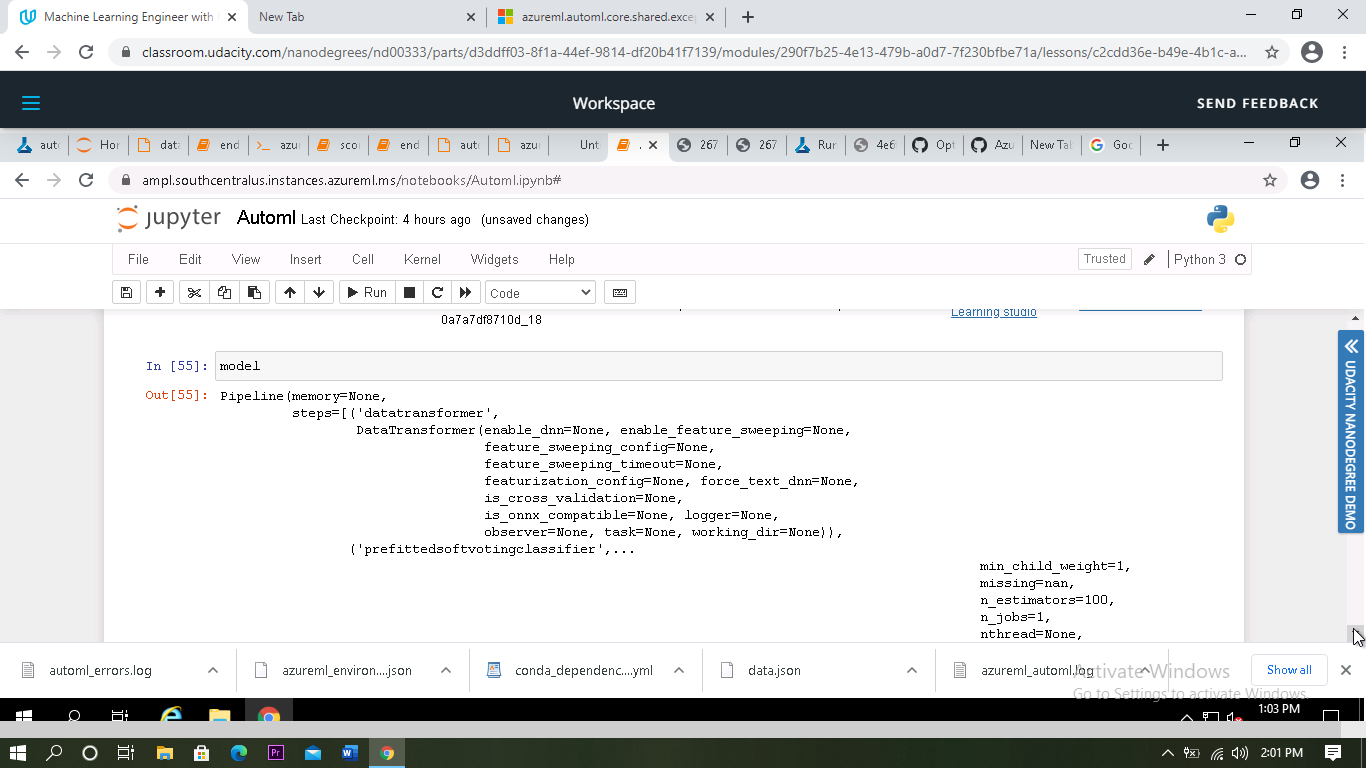 Machine Learning Engineer with
New Tab
azureml.automl.core.shared.exce
classroom.udacity.com/nanodegrees/nd00333/parts/d3ddff03-8f1a-44ef-9814-df20b41f7139/modules/290f7b25-4e13-479b-a0d7-7f230bfbe71a/lessons/c2cdd36e-b49e-4b1c-a...
Workspace
SEND FEEDBACK
aut
Hor
dat
end
azu
sco
end
aut
azu
Unt
.
267
267
Rur
4e6
Opt
Azu
New Tab
Goo
ampl.southcentralus.instances.azureml.ms/notebooks/Automl.ipynb#
jupyter Automl Last Checkpoint: 4 hours ago (unsaved changes)
File Edit View Insert Cell Kernel Widgets Help
Trusted
Python 3
Run
Code
Learning studio
0a7a7df8710d_18
In [55]: model
Out[55]: Pipeline(memory=None,
steps=[('datatransformer',
DataTransformer(enable_dnn=None, enable_feature_sweeping=None,
feature_sweeping_config=None,
feature_sweeping_timeout=None,
featurization_config=None, force_text_dnn=None,
is_cross_validation=None,
is_onnx_compatible=None, logger=None,
observer=None, task=None, working_dir=None)),
('prefittedsoftvotingclassifier',...
min_child_weight=1,
missing=nan,
n_estimators=100,
n_jobs=1,
nthread=None,
UDACITY NANODEGREE DEMO
automl_errors.log
azureml_environ....json
conda_dependenc....yml
data.json
azureml_automl.log
Show all
Activate Windows
Go to Settings to activate Windows.
1:03 PM
2:01 PM